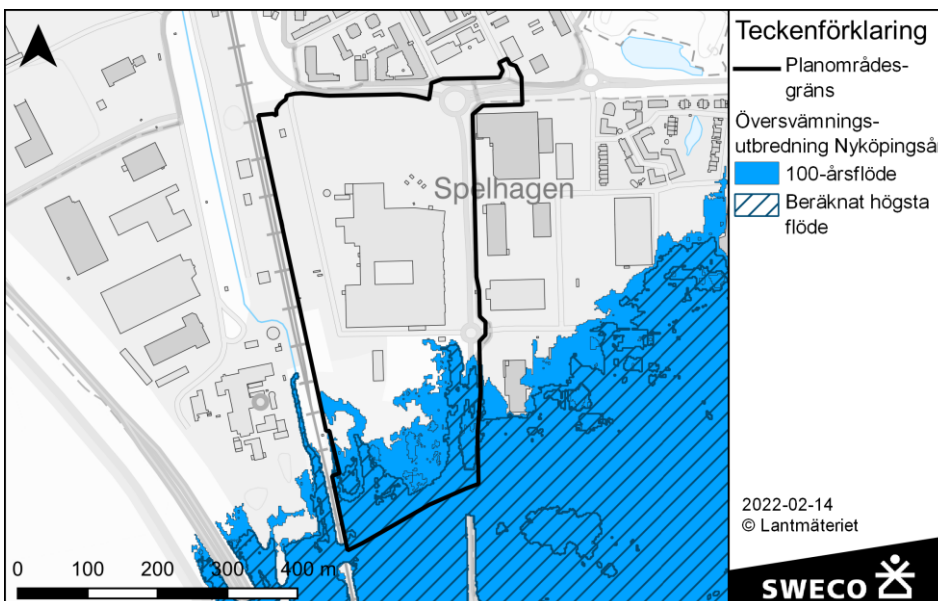 Teckenförklaring
Planområdes-
gräns
Översvämnings-
utbredning Nyköpingsån
100-årsflöde
Beräknat högsta
flöde
Spelhagen
2022-02-14
© Lantmäteriet
0 100 200 300 400 m
SWECO